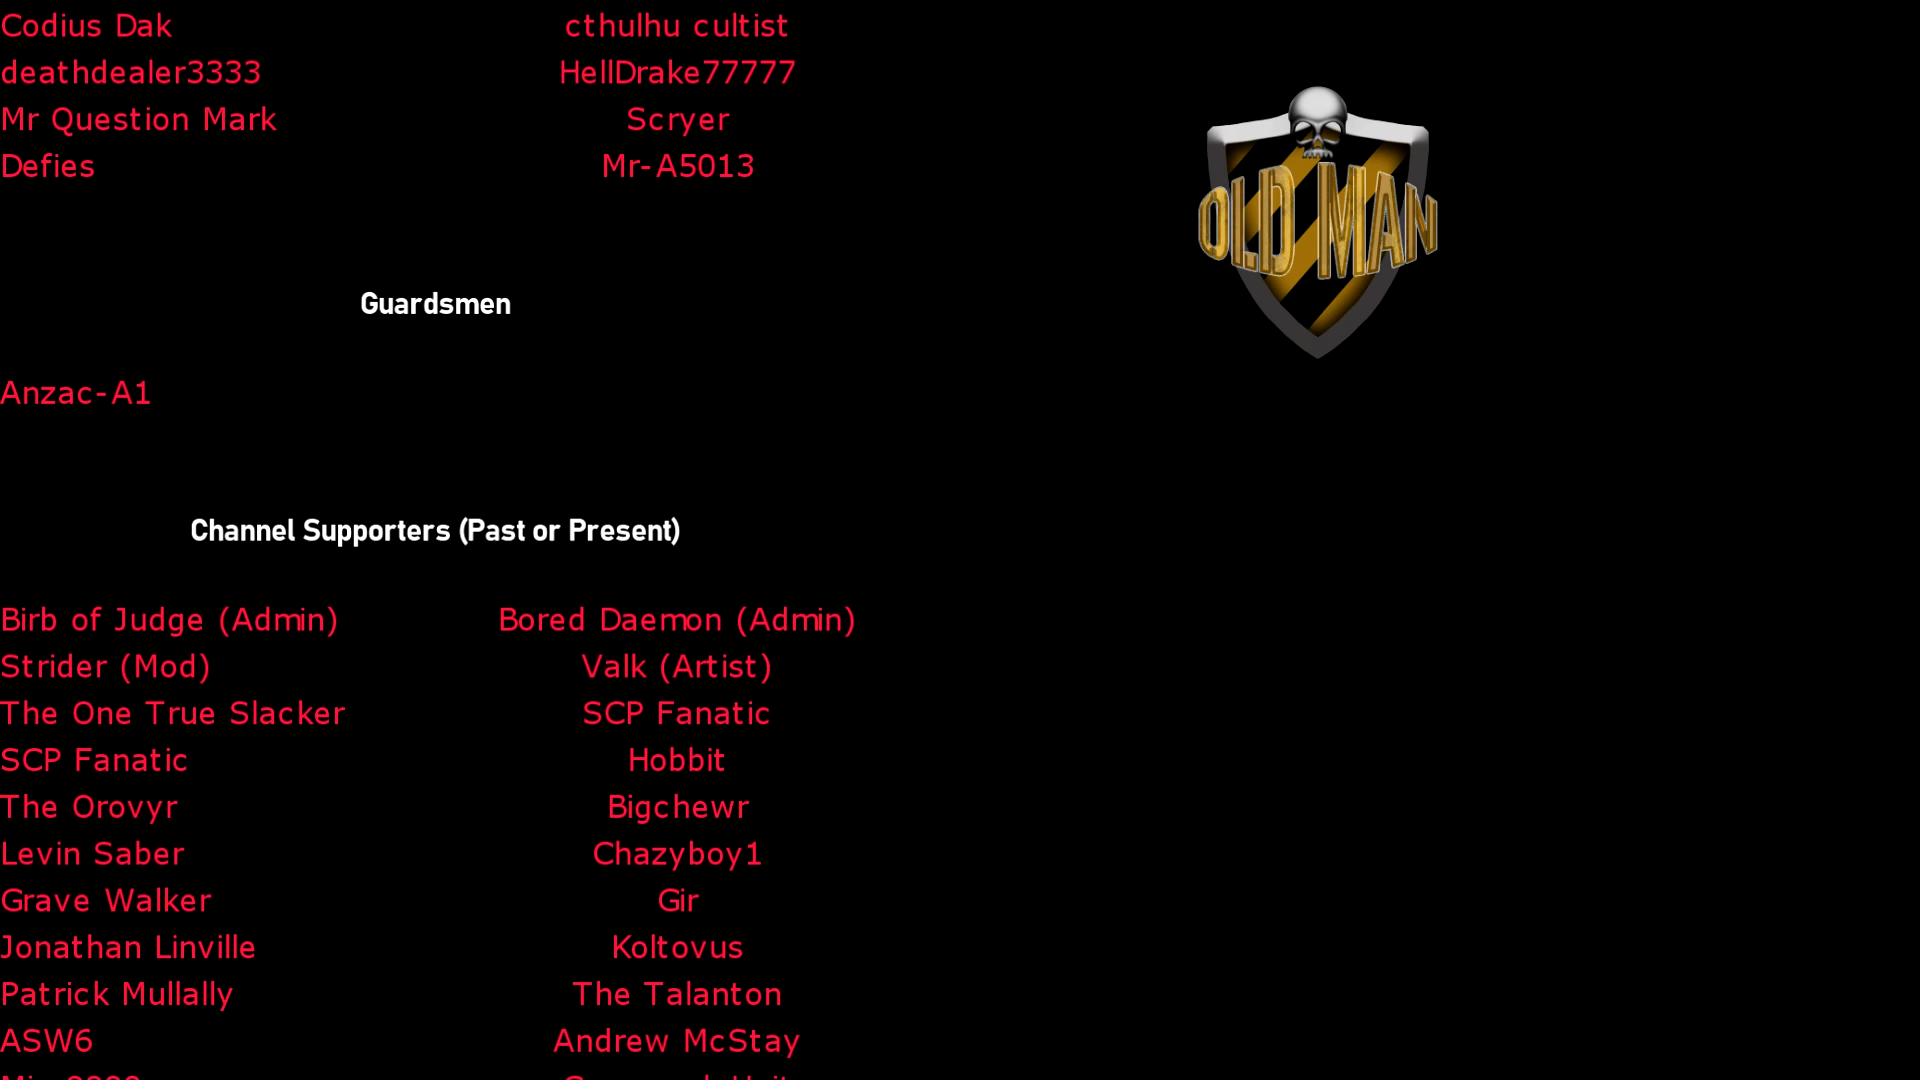 Codius Dak cthulhu cultist
deathdealer3333 HellDrake77777
Mr Question Mark Scryer
Defies Mr-A5013
OLD MAN
Guardsmen
Anzac-A1
Channel Supporters (Past or Present)
Birb of Judge (Admin) Bored Daemon (Admin)
Strider (Mod) Valk (Artist)
The One True Slacker SCP Fanatic
SCP Fanatic Hobbit
The Orovyr Bigchewr
Levin Saber Chazyboy1
Grave Walker Gir
Jonathan Linville Koltovus
Patrick Mullally The Talanton
ASW6 Andrew McStay